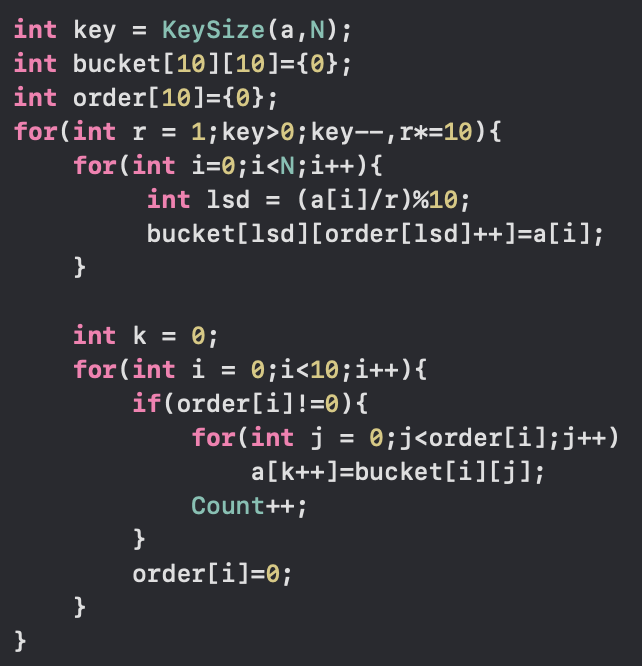 int key = KeySize(a,N);
int bucket[10][10]={0};
int order[10]={0};
for(int r = 1;key>0;key--,r*=10){
    for(int i=0;i<N;i++){
         int lsd = (a[i]/r)%10;
         bucket[lsd][order[lsd]++]=a[i];
    }

    int k = 0;
    for(int i = 0;i<10;i++){
        if(order[i]!=0){
            for(int j = 0;j<order[i];j++)
                a[k++]=bucket[i][j];
            Count++;
        }
        order[i]=0;
    }
}